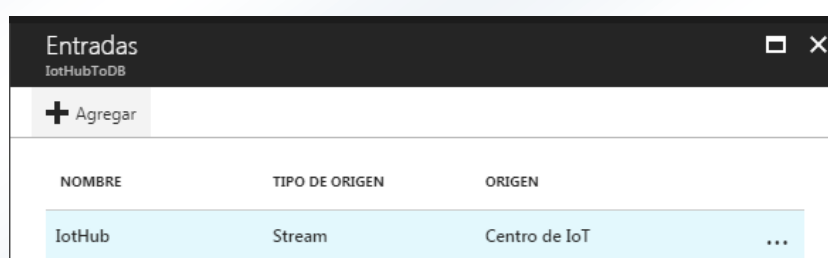 Entradas
IotHubToDB
Agregar
NOMBRE TIPO DE ORIGEN ORIGEN
IotHub Stream Centro de IoT ...